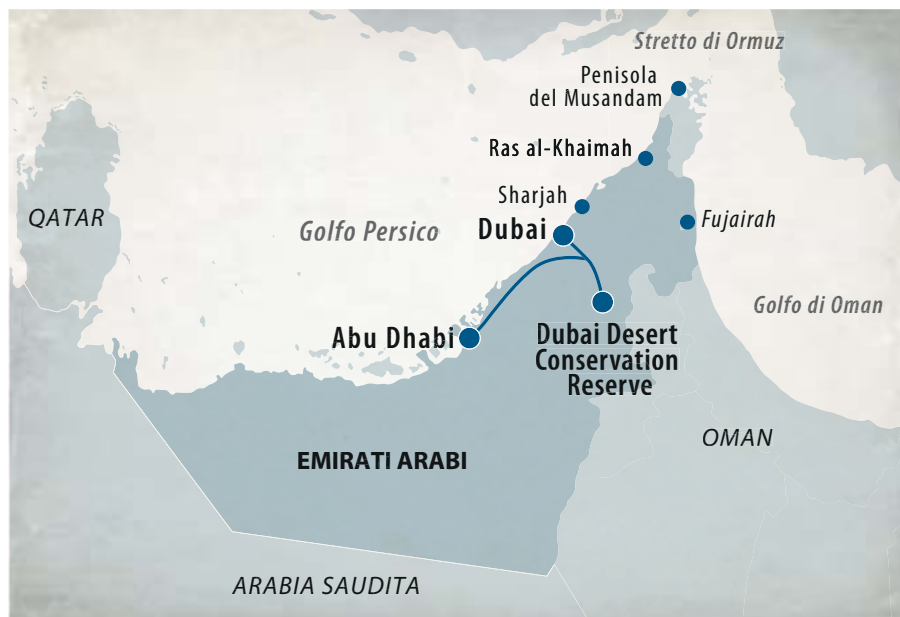 Stretto di Ormuz
Penisola
del Musandam
Ras al-Khaimah
Sharjah
QATAR
Golfo Persico
Dubai
Fujairah
Golfo di Oman
Abu Dhabi
Dubai Desert
Conservation
Reserve
OMAN
EMIRATI ARABI
ARABIA SAUDITA